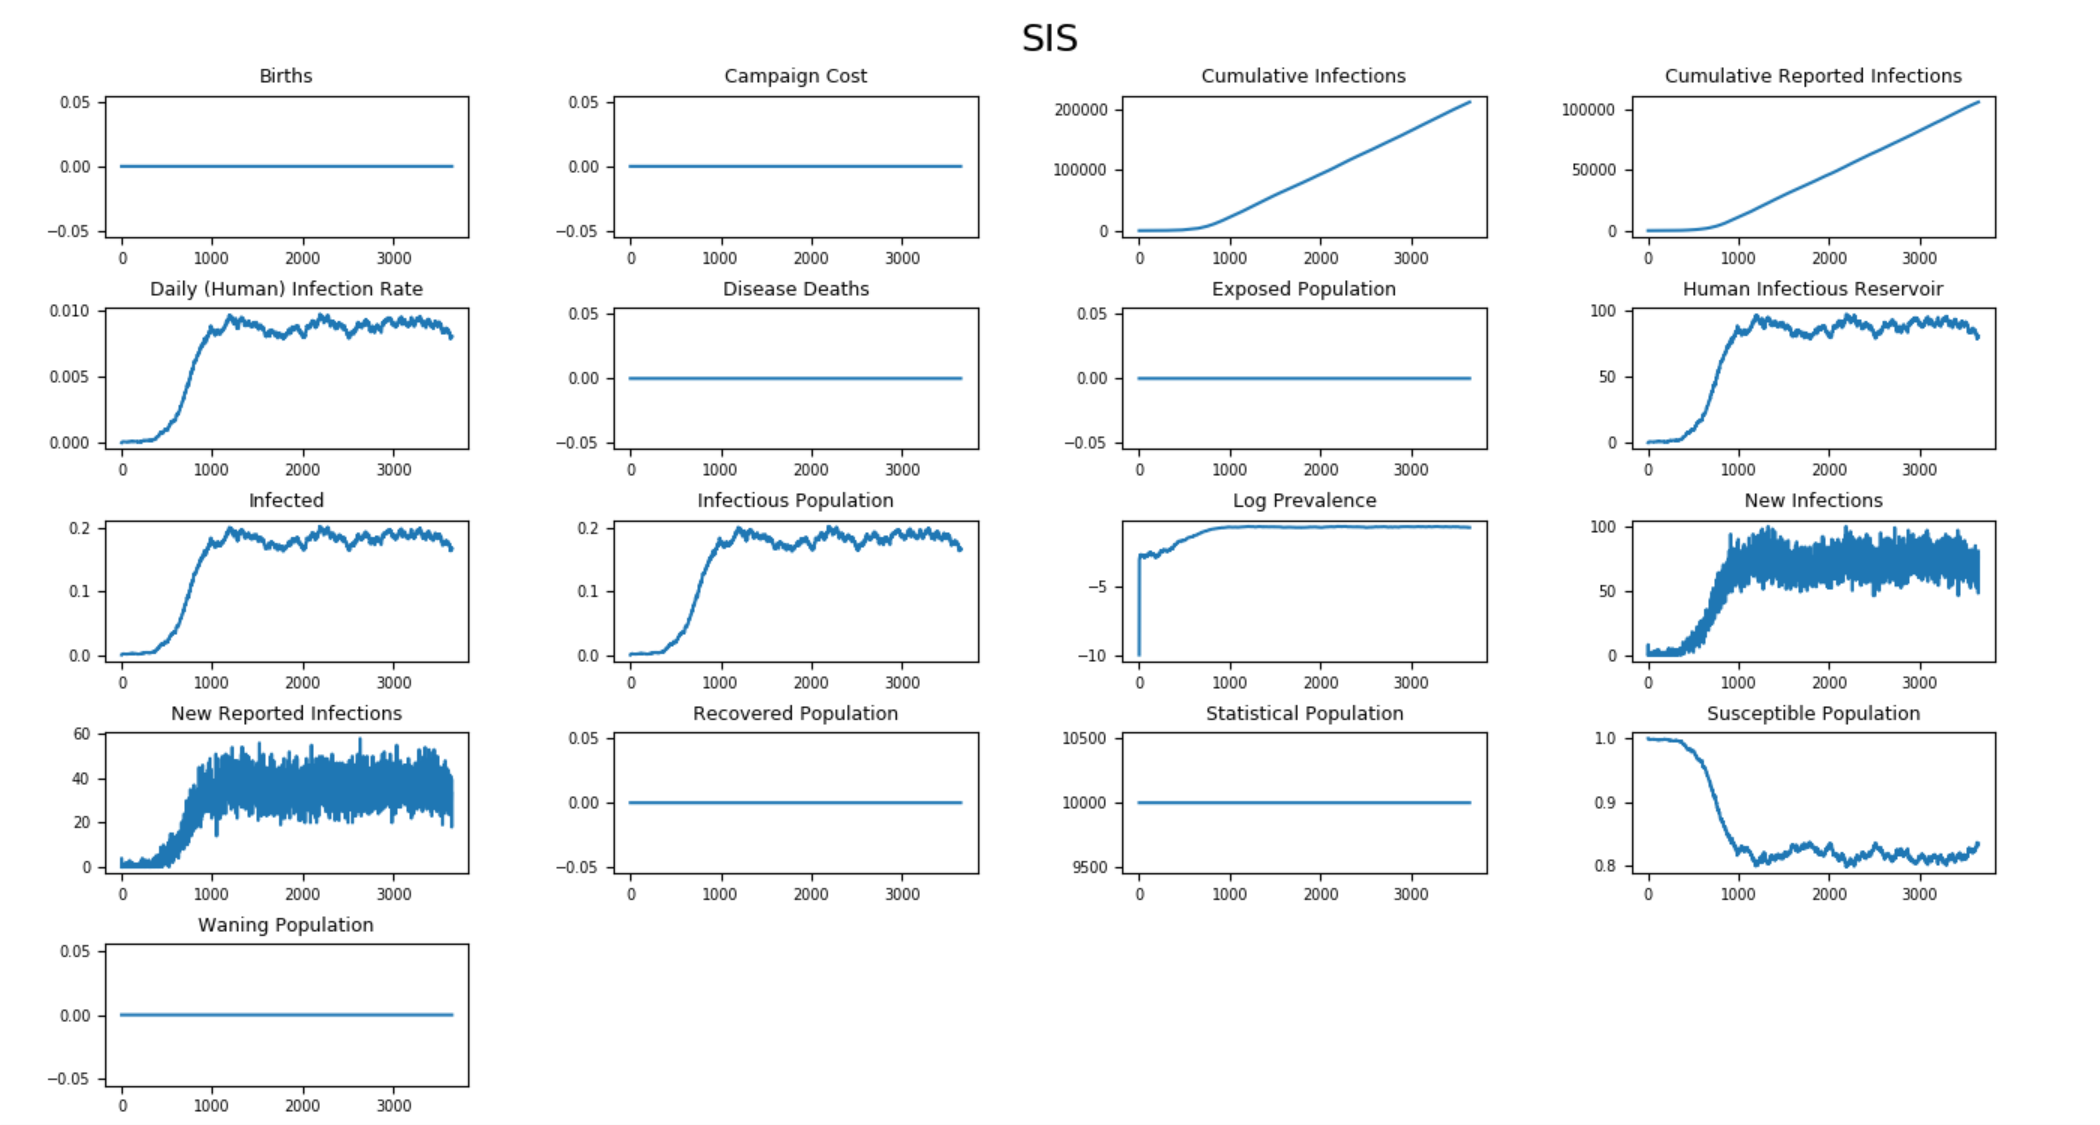 SIS
Births Campaign Cost Cumulative Infections Cumulative Reported Infections
0.05 0.05 200000 100000
0.00 0.00 100000 50000
−0.05 −0.05 0 0
0 1000 2000 3000 0 1000 2000 3000 0 1000 2000 3000 0 1000 2000 3000
Daily (Human) Infection Rate Disease Deaths Exposed Population Human Infectious Reservoir
0.010 0.05 0.05 100
0.005 0.00 0.00 50
0.000 −0.05 −0.05 0
0 1000 2000 3000 0 1000 2000 3000 0 1000 2000 3000 0 1000 2000 3000
Infected Infectious Population Log Prevalence New Infections
0.2 0.2 −5 100
0.1 0.1 −10 50
0.0 0.0 0
0 1000 2000 3000 0 1000 2000 3000 0 1000 2000 3000 0 1000 2000 3000
New Reported Infections Recovered Population Statistical Population Susceptible Population
60 0.05 10500 1.0
40 0.00 10000 0.9
20 −0.05 9500 0.8
0
0 1000 2000 3000 0 1000 2000 3000 0 1000 2000 3000 0 1000 2000 3000
Waning Population
0.05
0.00
−0.05
0 1000 2000 3000